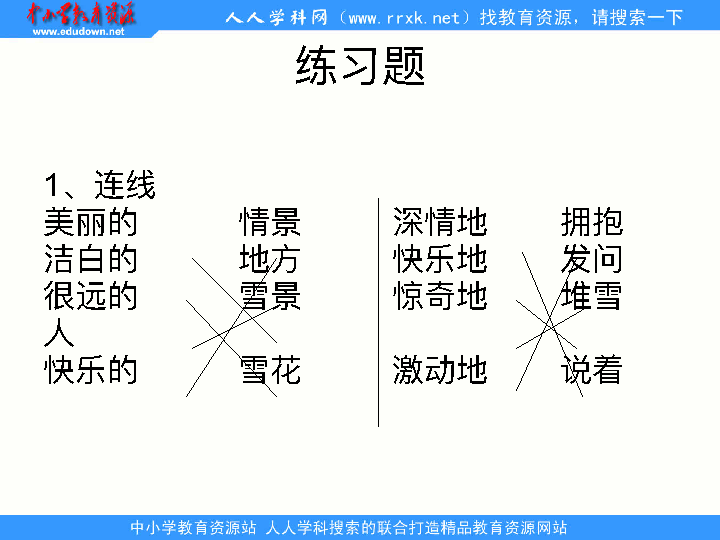 中小学教育资源
www.edudown.net
人人学科网（www.rrxk.net）找教育资源，请搜索一下
练习题
1、连线
美丽的 情景 深情地 拥抱
洁白的 地方 快乐地 发问
很远的 雪景 惊奇地 堆雪
人
快乐的 雪花 激动地 说着
中小学教育资源站 人人学科搜索的联合打造精品教育资源网站